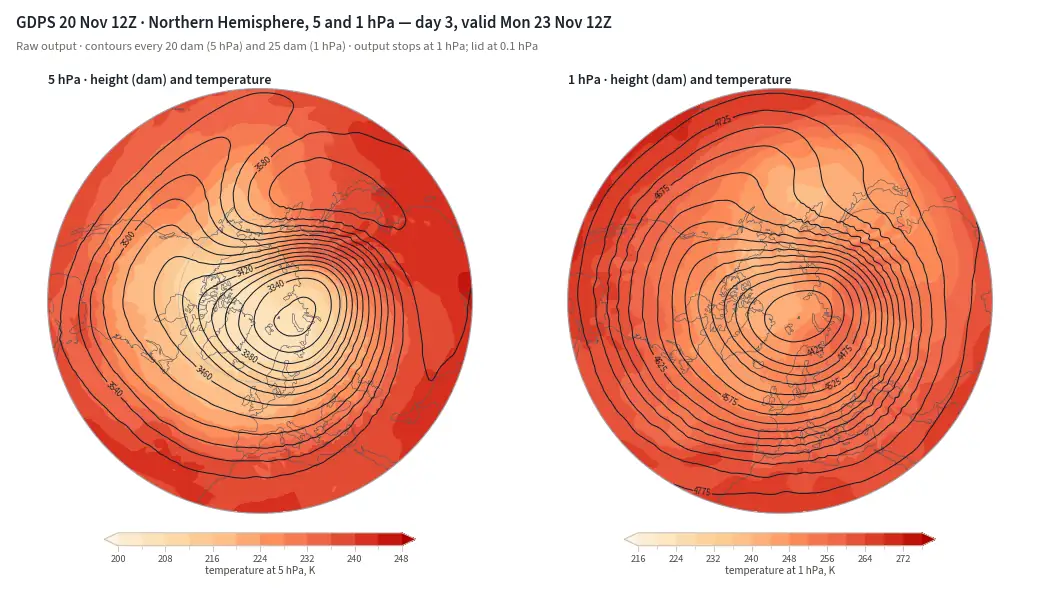 GDPS 20 Nov 12Z · Northern Hemisphere, 5 and 1 hPa — day 3, valid Mon 23 Nov 12Z
Raw output · contours every 20 dam (5 hPa) and 25 dam (1 hPa) · output stops at 1 hPa; lid at 0.1 hPa
5 hPa · height (dam) and temperature
3580
3500
3420
3340
3380
3460
3540
200 208 216 224 232 240 248
temperature at 5 hPa, K
1 hPa · height (dam) and temperature
4725
4675
4425
4475
4625
4525
4575
4775
216 224 232 240 248 256 264 272
temperature at 1 hPa, K